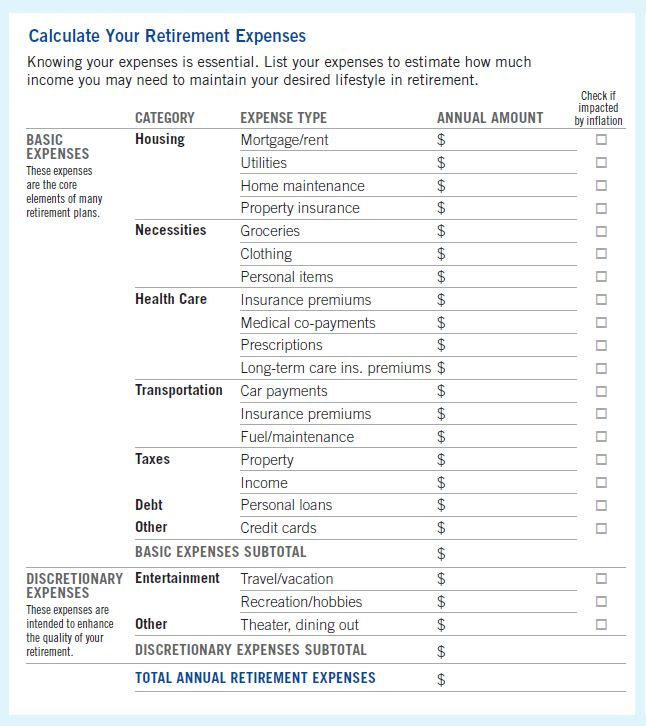 Calculate Your Retirement Expenses
Knowing your expenses is essential. List your expenses to estimate how much
income you may need to maintain your desired lifestyle in retirement.
CATEGORY EXPENSE TYPE ANNUAL AMOUNT Check if
impacted
by inflation
BASIC
EXPENSES
These expenses
are the core
elements of many
retirement plans.
Housing Mortgage/rent $
Utilities $
Home maintenance $
Property insurance $
Necessities Groceries $
Clothing $
Personal items $
Health Care Insurance premiums $
Medical co-payments $
Prescriptions $
Long-term care ins. premiums $
Transportation Car payments $
Insurance premiums $
Fuel/maintenance $
Taxes Property $
Income $
Debt Personal loans $
Other Credit cards $
BASIC EXPENSES SUBTOTAL $
DISCRETIONARY
EXPENSES
These expenses are
intended to enhance
the quality of your
retirement.
Entertainment Travel/vacation $
Recreation/hobbies $
Other Theater, dining out $
DISCRETIONARY EXPENSES SUBTOTAL $
TOTAL ANNUAL RETIREMENT EXPENSES $